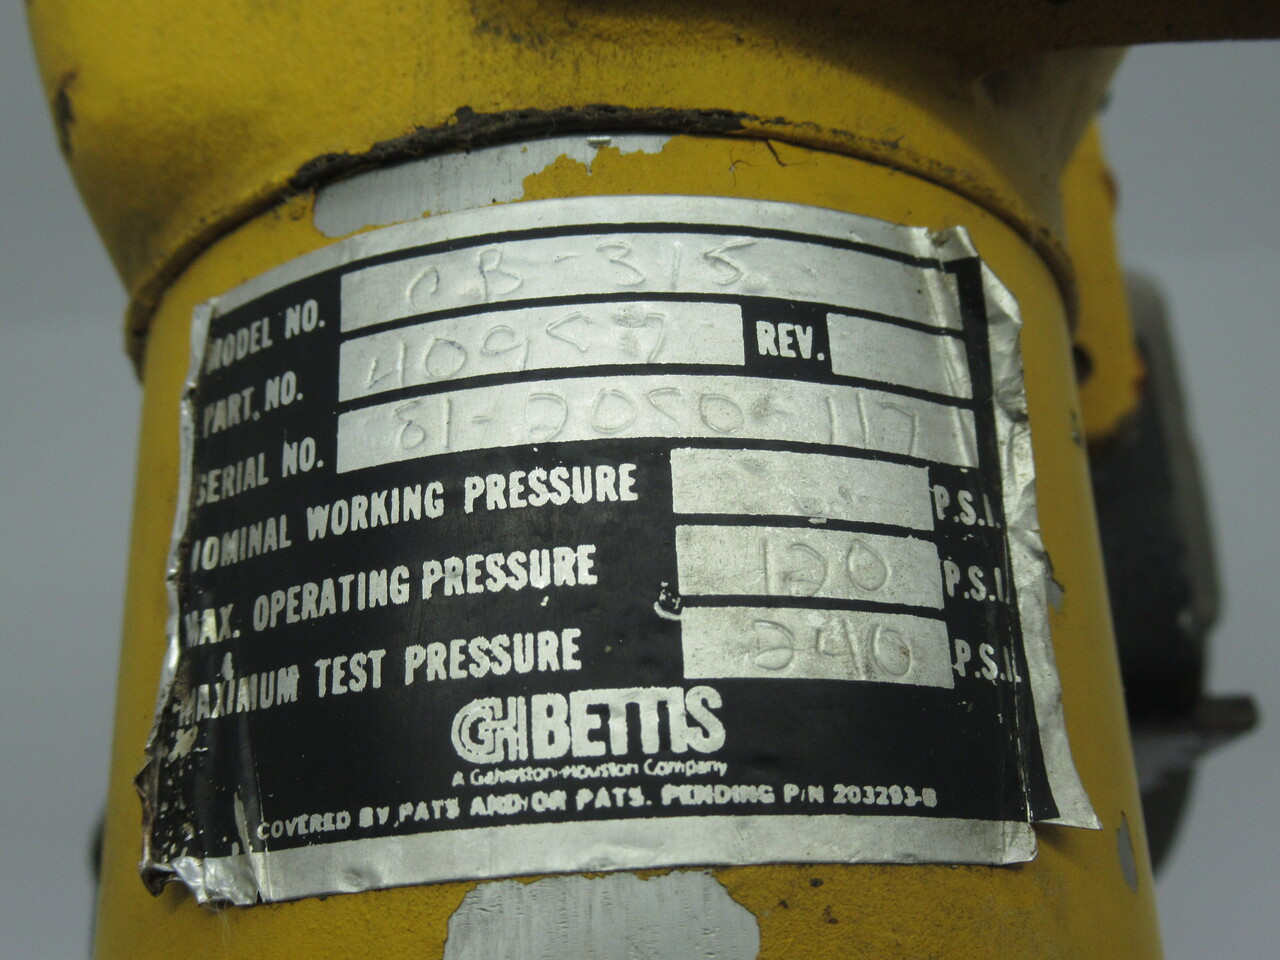 MODEL NO. CB-315
PART. NO. REV.
SERIAL NO. 81-2050-117
NOMINAL WORKING PRESSURE P.S.I.
MAX. OPERATING PRESSURE 120 P.S.I.
MAXIMUM TEST PRESSURE 240 P.S.I.
GH BETTIS
A Galveston-Houston Company
COVERED BY PATS AND/OR PATS. PENDING P/N 203293-B